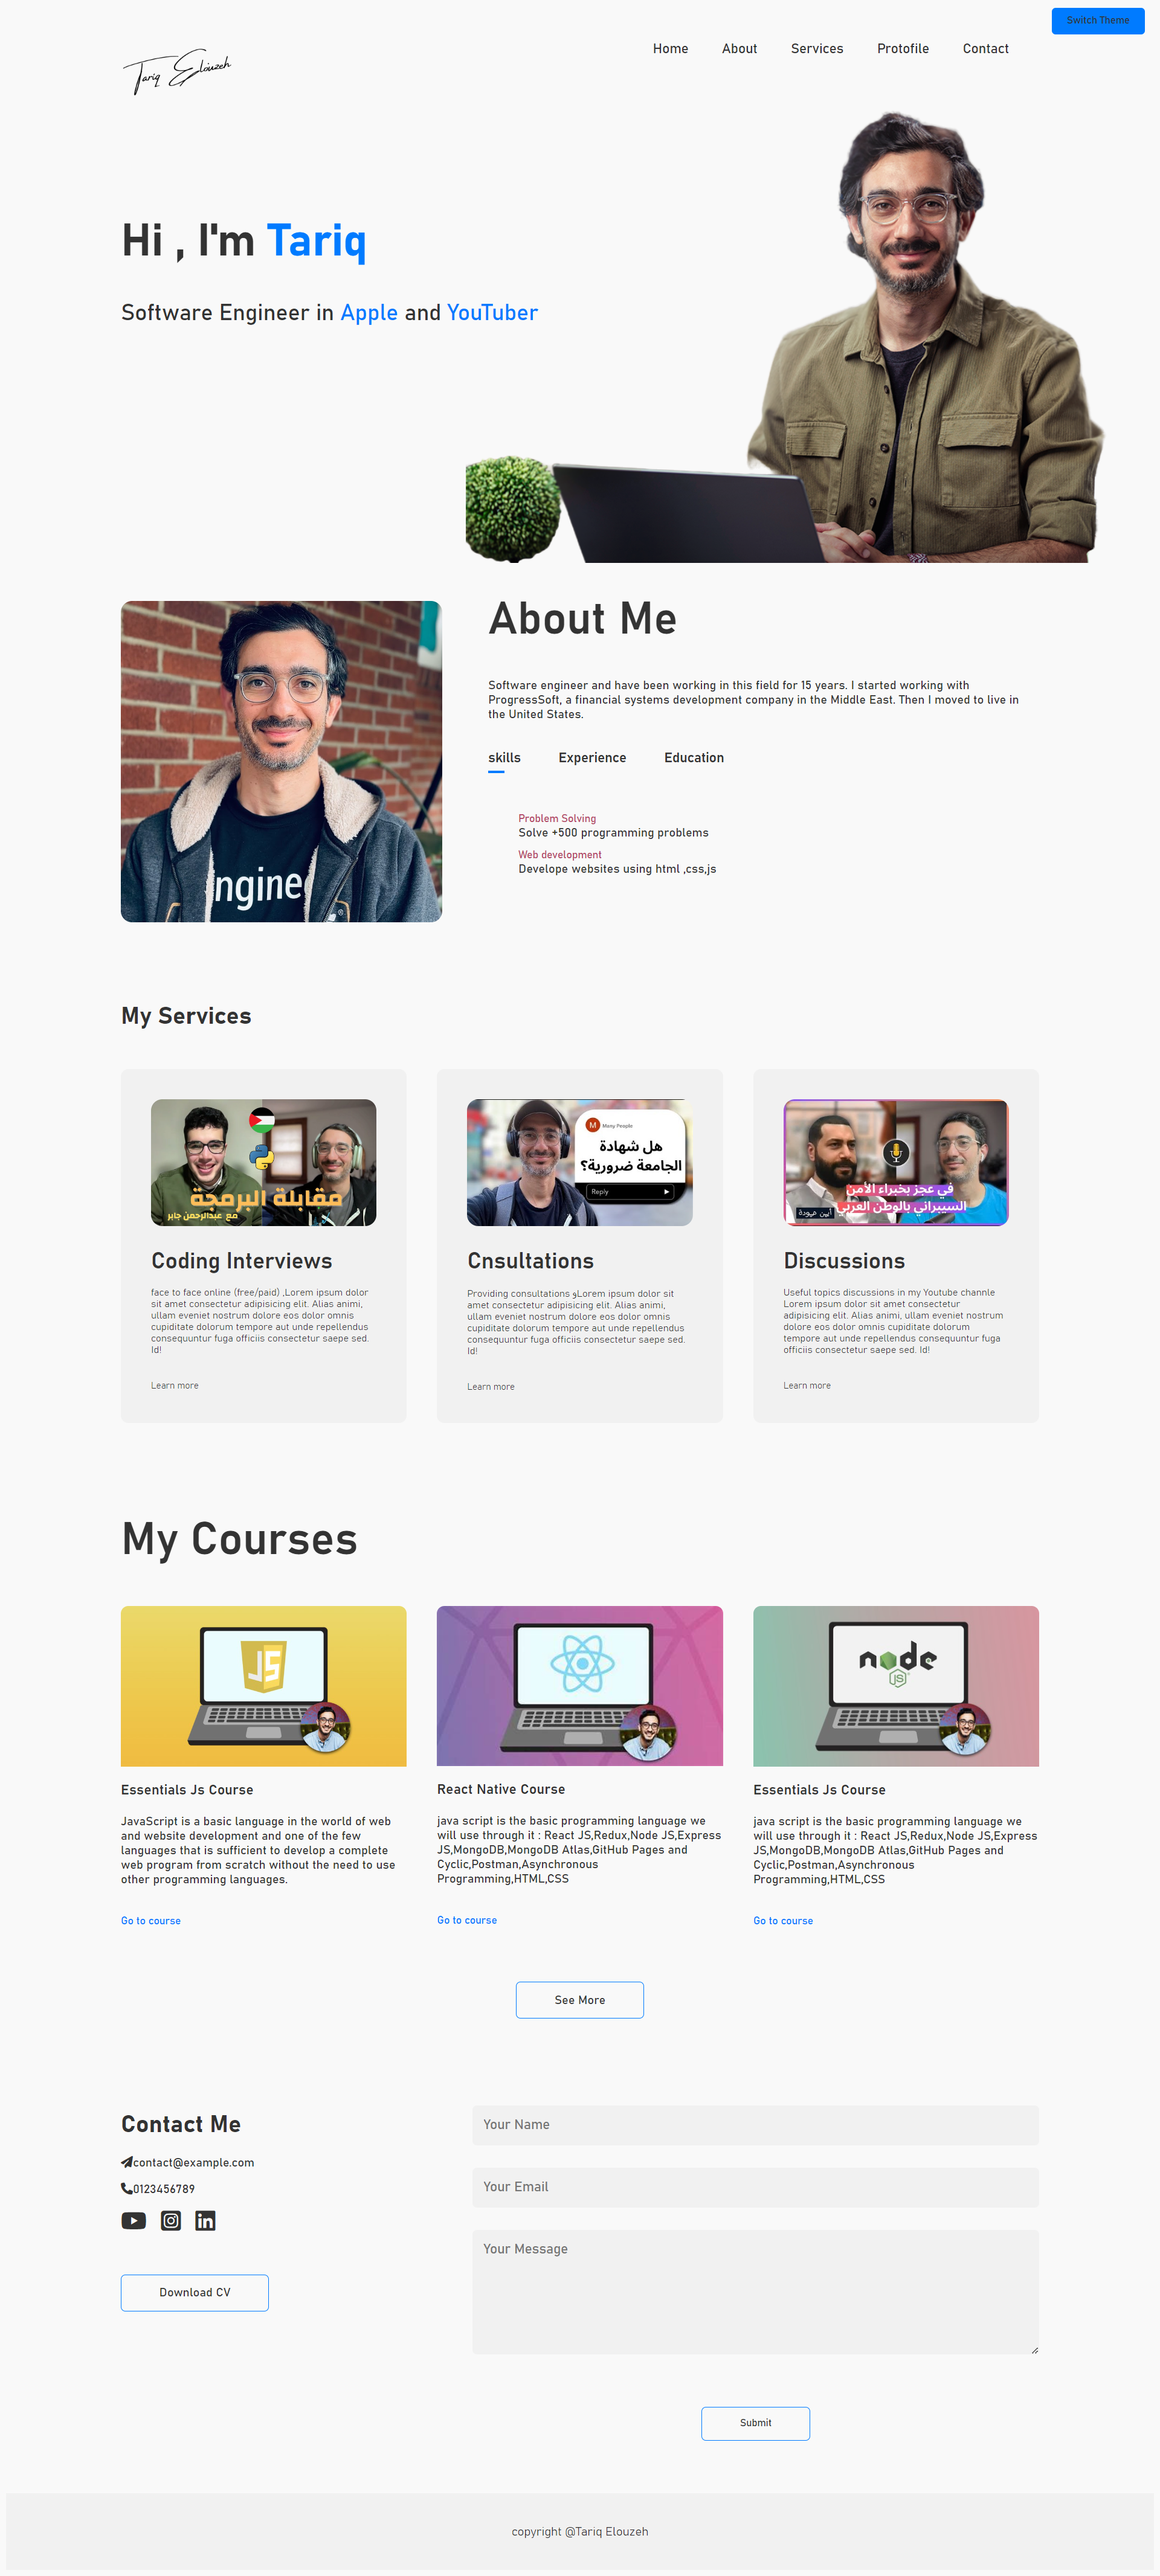 Switch Theme
Tariq Elouzeh
Home About Services Protofile Contact
Hi , I'm Tariq
Software Engineer in Apple and YouTuber
ngine
®
About Me
Software engineer and have been working in this field for 15 years. I started working with
ProgressSoft, a financial systems development company in the Middle East. Then I moved to live in
the United States.
skills Experience Education
Problem Solving
Solve +500 programming problems
Web development
Develope websites using html ,css,js
My Services
مقابلة البرمجة
مع عبدالرحمن جابر
Coding Interviews
face to face online (free/paid) ,Lorem ipsum dolor
sit amet consectetur adipisicing elit. Alias animi,
ullam eveniet nostrum dolore eos dolor omnis
cupiditate dolorum tempore aut unde repellendus
consequuntur fuga officiis consectetur saepe sed.
Id!
Learn more
M Many People
هل شهادة
الجامعة ضرورية؟
Reply
Cnsultations
Providing consultations وLorem ipsum dolor sit
amet consectetur adipisicing elit. Alias animi,
ullam eveniet nostrum dolore eos dolor omnis
cupiditate dolorum tempore aut unde repellendus
consequuntur fuga officiis consectetur saepe sed.
Id!
Learn more
في عجز بخبراء الأمن
السيبراني بالوطن العربي
Discussions
Useful topics discussions in my Youtube channle
Lorem ipsum dolor sit amet consectetur
adipisicing elit. Alias animi, ullam eveniet nostrum
dolore eos dolor omnis cupiditate dolorum
tempore aut unde repellendus consequuntur fuga
officiis consectetur saepe sed. Id!
Learn more
My Courses
JS
Essentials Js Course
JavaScript is a basic language in the world of web
and website development and one of the few
languages that is sufficient to develop a complete
web program from scratch without the need to use
other programming languages.
Go to course
React Native Course
java script is the basic programming language we
will use through it : React JS,Redux,Node JS,Express
JS,MongoDB,MongoDB Atlas,GitHub Pages and
Cyclic,Postman,Asynchronous
Programming,HTML,CSS
Go to course
node
JS
Essentials Js Course
java script is the basic programming language we
will use through it : React JS,Redux,Node JS,Express
JS,MongoDB,MongoDB Atlas,GitHub Pages and
Cyclic,Postman,Asynchronous
Programming,HTML,CSS
Go to course
See More
Contact Me
contact@example.com
0123456789
in
Download CV
Your Name
Your Email
Your Message
Submit
copyright @Tariq Elouzeh